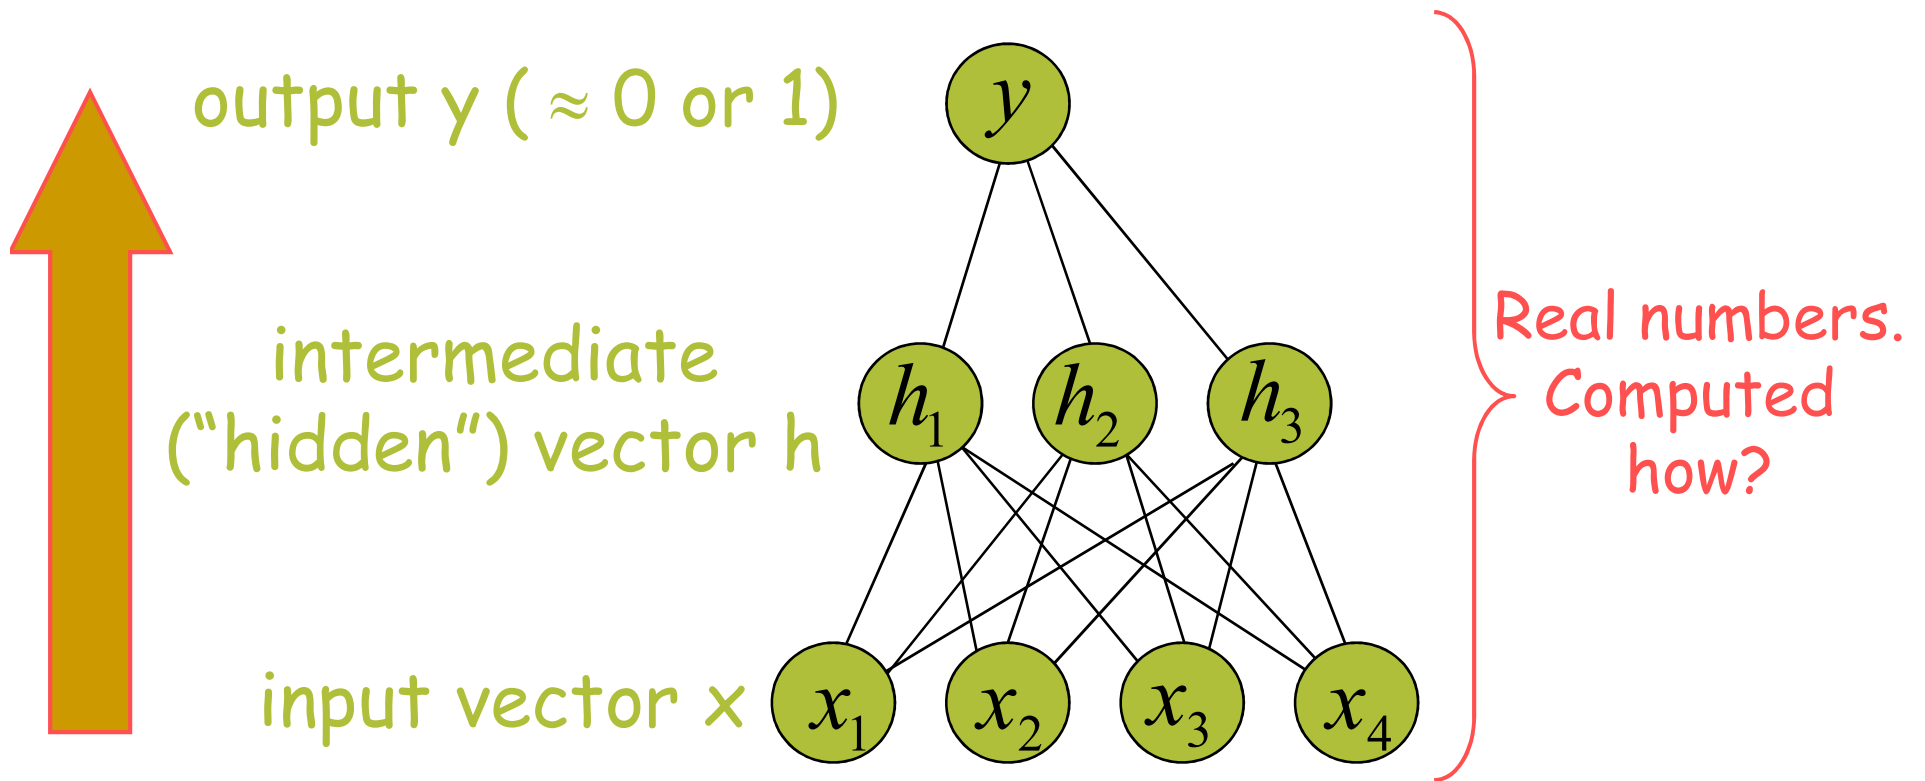 output y ( ≈ 0 or 1)
y
intermediate
(“hidden”) vector h
h1 h2 h3
input vector x
x1 x2 x3 x4
Real numbers.
Computed
how?